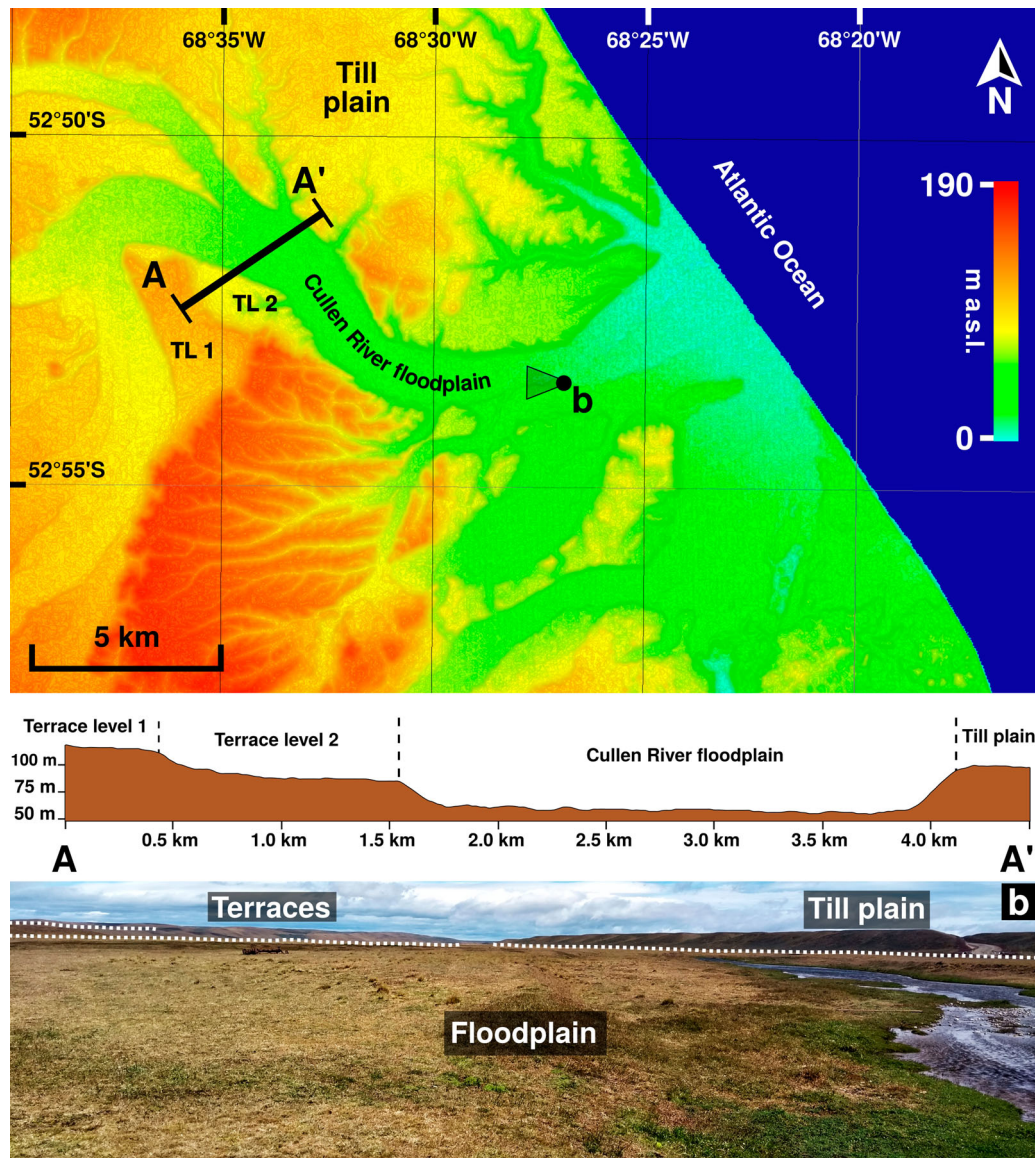 68°35'W
68°30'W
68°25'W
68°20'W
Till
plain
N
52°50'S
A'
190
Atlantic Ocean
A
TL 2
m a.s.l.
TL 1
Cullen River floodplain
b
0
52°55'S
5 km
Terrace level 1
Terrace level 2
Cullen River floodplain
Till plain
100 m
75 m
50 m
0.5 km
1.0 km
1.5 km
2.0 km
2.5 km
3.0 km
3.5 km
4.0 km
A
A'
b
Terraces
Till plain
Floodplain